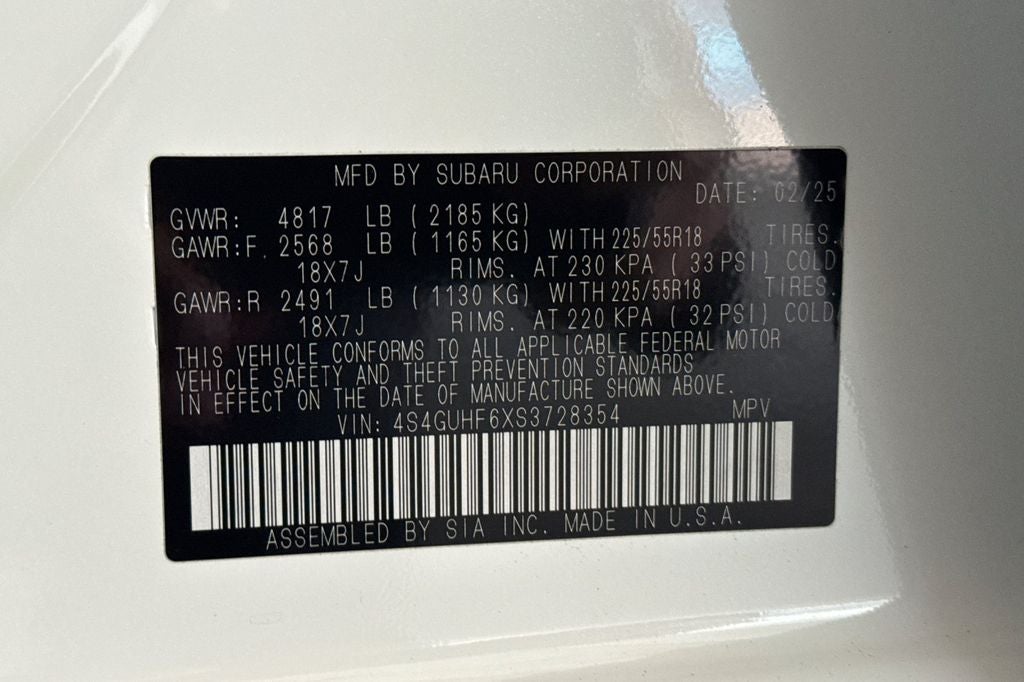 MFD BY SUBARU CORPORATION
DATE: 02/25
GVWR: 4817 LB ( 2185 KG)
GAWR:F. 2568 LB ( 1165 KG) WITH 225/55R18 TIRES.
18X7J RIMS. AT 230 KPA ( 33 PSI) COLD
GAWR:R 2491 LB ( 1130 KG) WITH 225/55R18 TIRES.
18X7J RIMS. AT 220 KPA ( 32 PSI) COLD
THIS VEHICLE CONFORMS TO ALL APPLICABLE FEDERAL MOTOR
VEHICLE SAFETY AND THEFT PREVENTION STANDARDS
IN EFFECT ON THE DATE OF MANUFACTURE SHOWN ABOVE.
VIN: 4S4GUHF6XS3728354 MPV
ASSEMBLED BY SIA INC. MADE IN U.S.A.